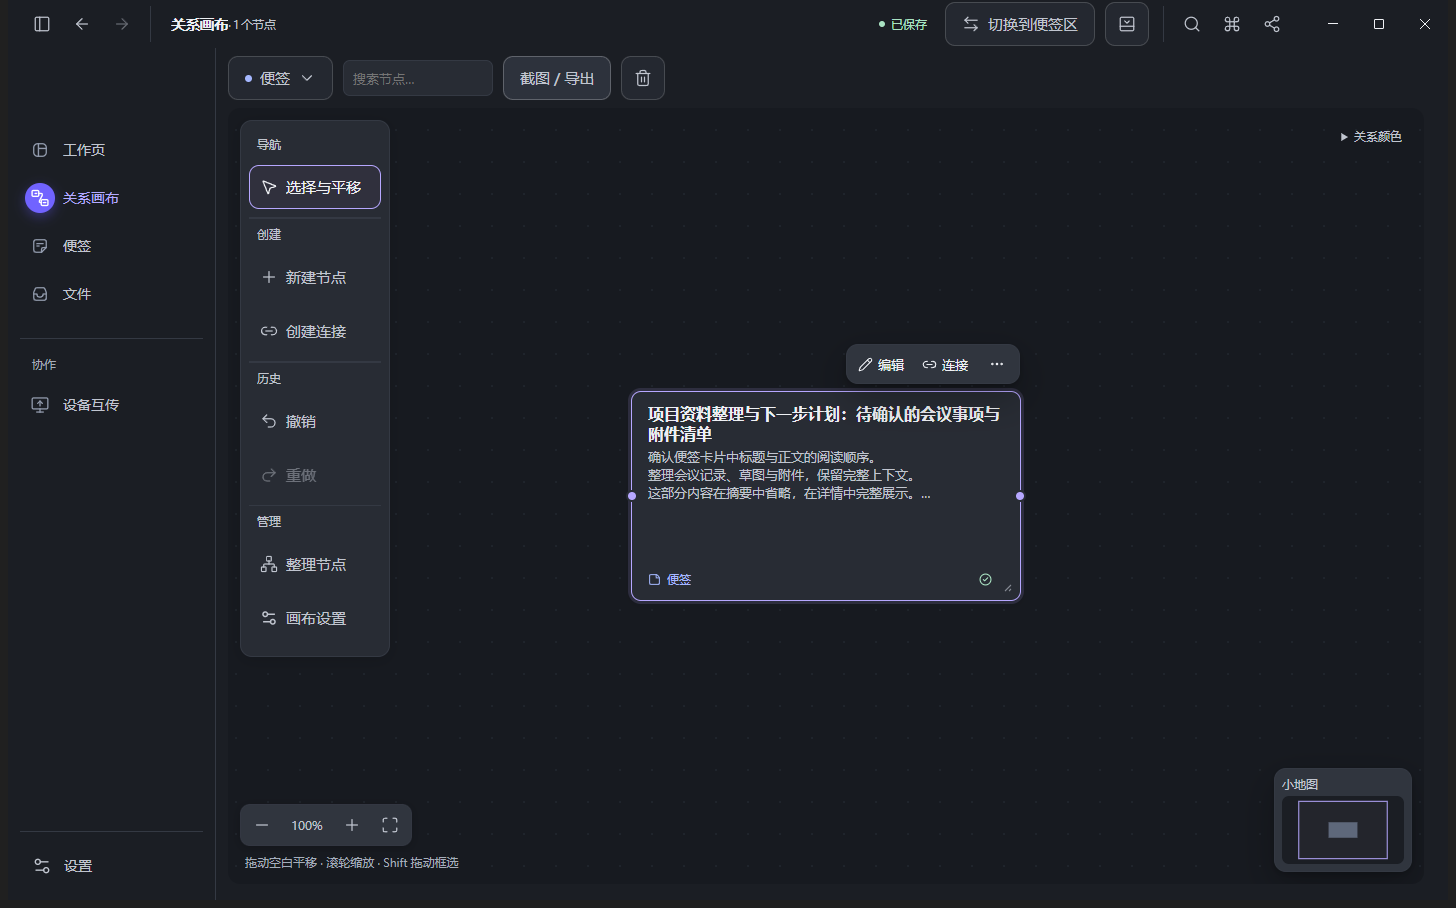 关系画布·1个节点
已保存
切换到便签区
便签
搜索节点...
截图 / 导出
工作页
关系画布
便签
文件
协作
设备互传
设置
导航
选择与平移
创建
新建节点
创建连接
历史
撤销
重做
管理
整理节点
画布设置
关系颜色
编辑
连接
项目资料整理与下一步计划：待确认的会议事项与
附件清单
确认便签卡片中标题与正文的阅读顺序。
整理会议记录、草图与附件，保留完整上下文。
这部分内容在摘要中省略，在详情中完整展示。...
便签
100%
拖动空白平移 · 滚轮缩放 · Shift 拖动框选
小地图